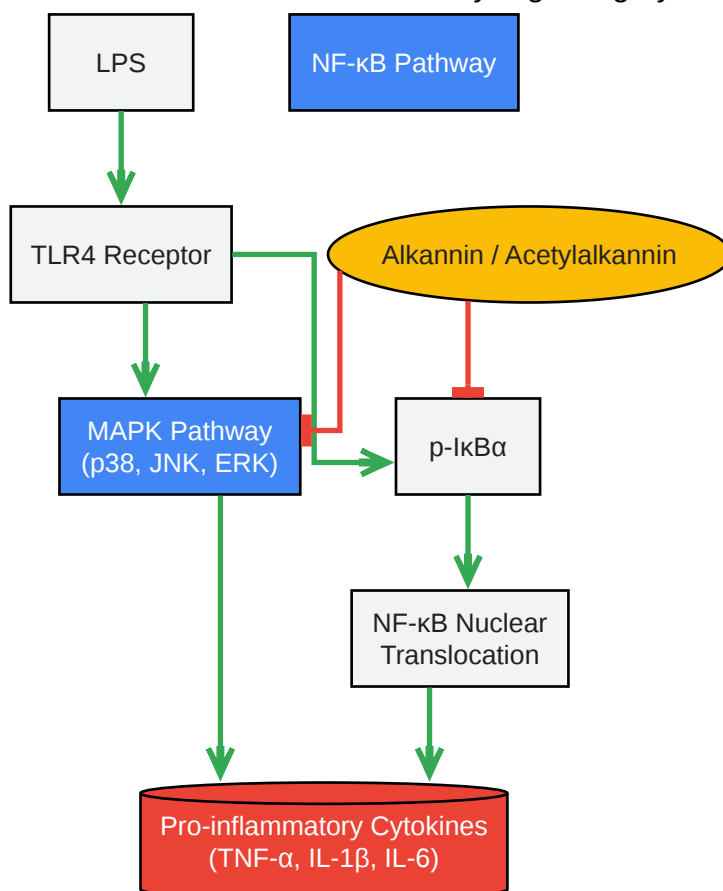 LPS
NF-κB Pathway
TLR4 Receptor
Alkannin / Acetylalkannin
MAPK Pathway
(p38, JNK, ERK)
p-IκBα
NF-κB Nuclear
Translocation
Pro-inflammatory Cytokines
(TNF-α, IL-1β, IL-6)